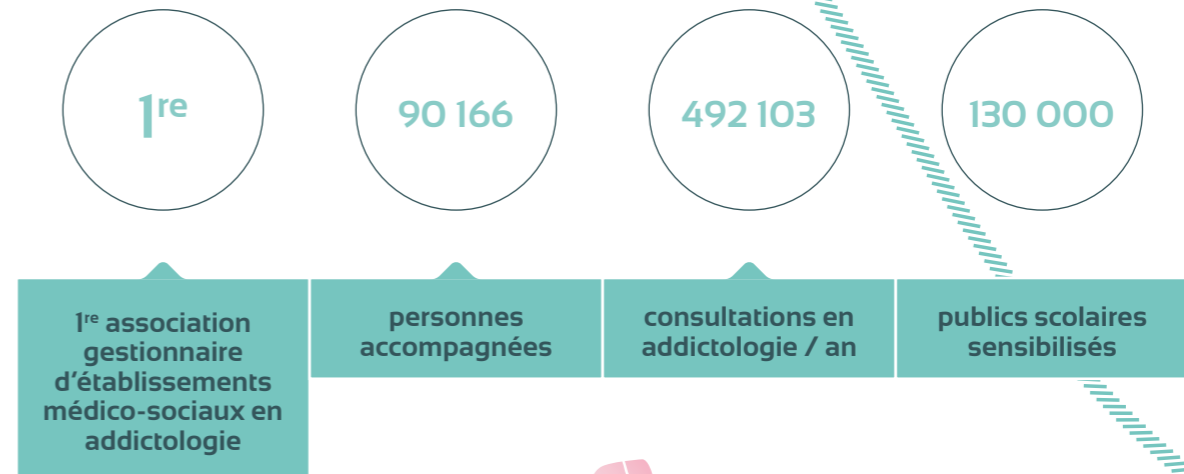 1re
90 166
492 103
130 000
1re association
gestionnaire
d'établissements
médico-sociaux en
addictologie
personnes
accompagnées
consultations en
addictologie / an
publics scolaires
sensibilisés